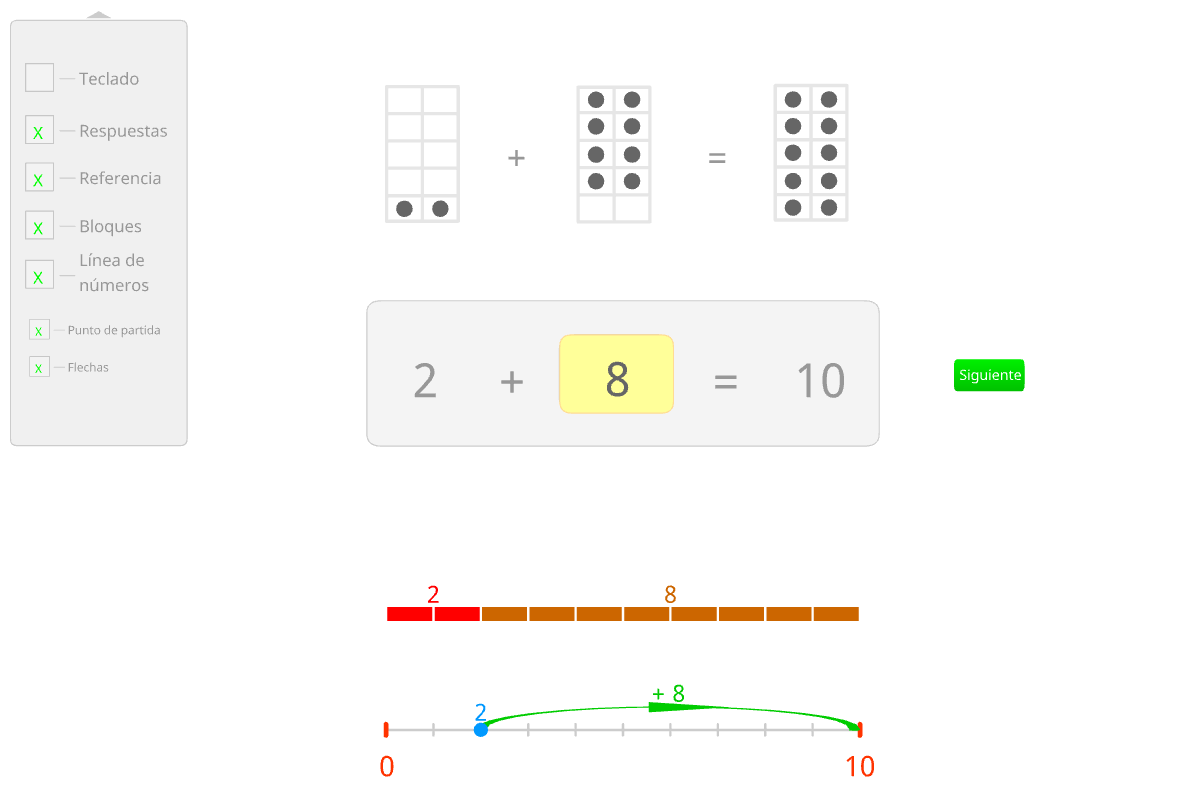 Teclado
x Respuestas
x Referencia
x Bloques
x Línea de
números
x Punto de partida
x Flechas
+ =
2 + 8 = 10
Siguiente
2 8
+ 8
2
0 10